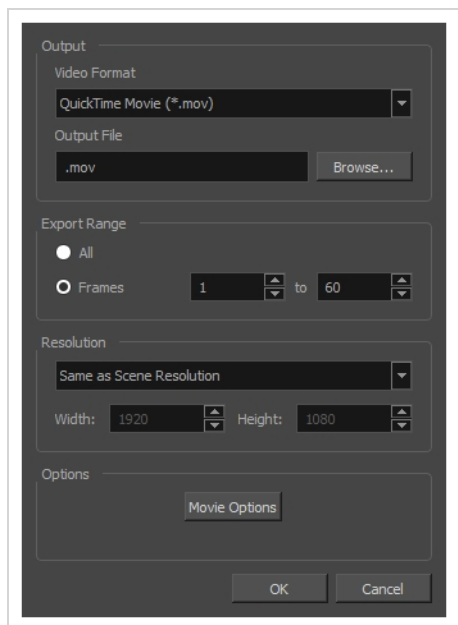 Output
Video Format
QuickTime Movie (*.mov)
Output File
.mov Browse...
Export Range
All
Frames 1 to 60
Resolution
Same as Scene Resolution
Width: 1920 Height: 1080
Options
Movie Options
OK Cancel